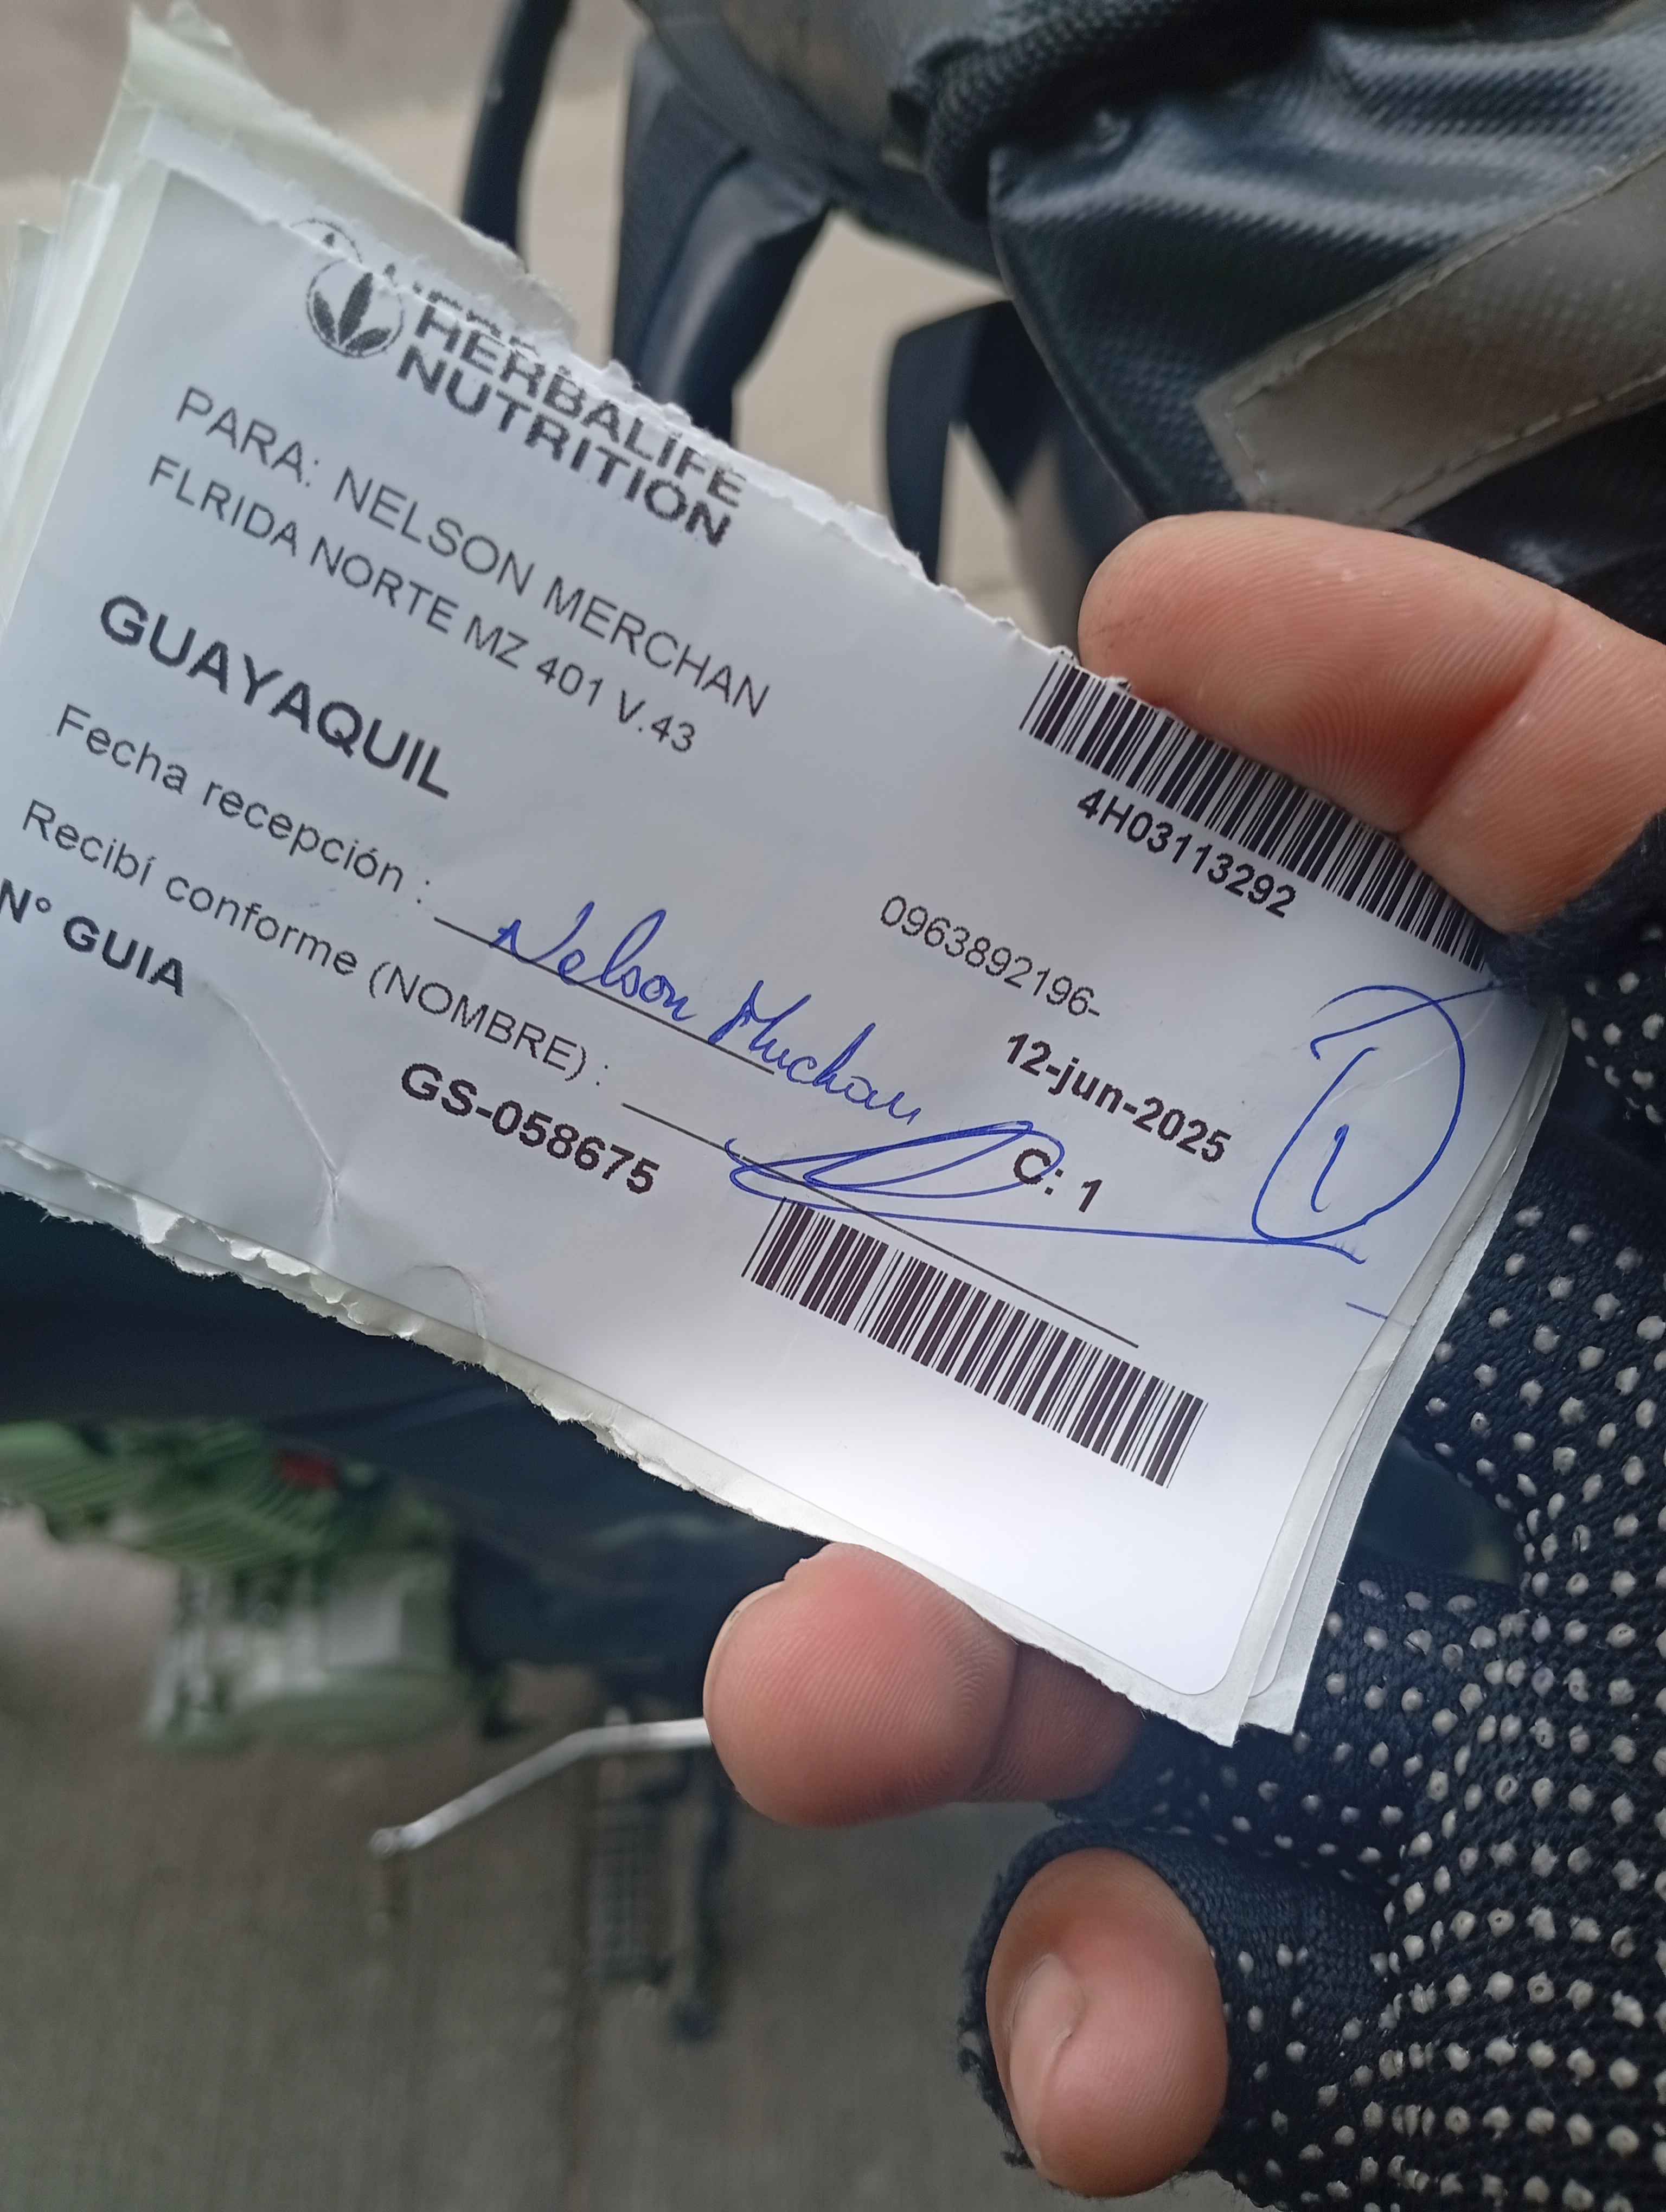 HERBALIFE
NUTRITION
4H03113292
PARA: NELSON MERCHAN
FLRIDA NORTE MZ 401 V.43
0963892196-
GUAYAQUIL
12-jun-2025
Fecha recepción :
Nelson Merchan
C: 1
1
Recibí conforme (NOMBRE) :
N° GUIA
GS-058675